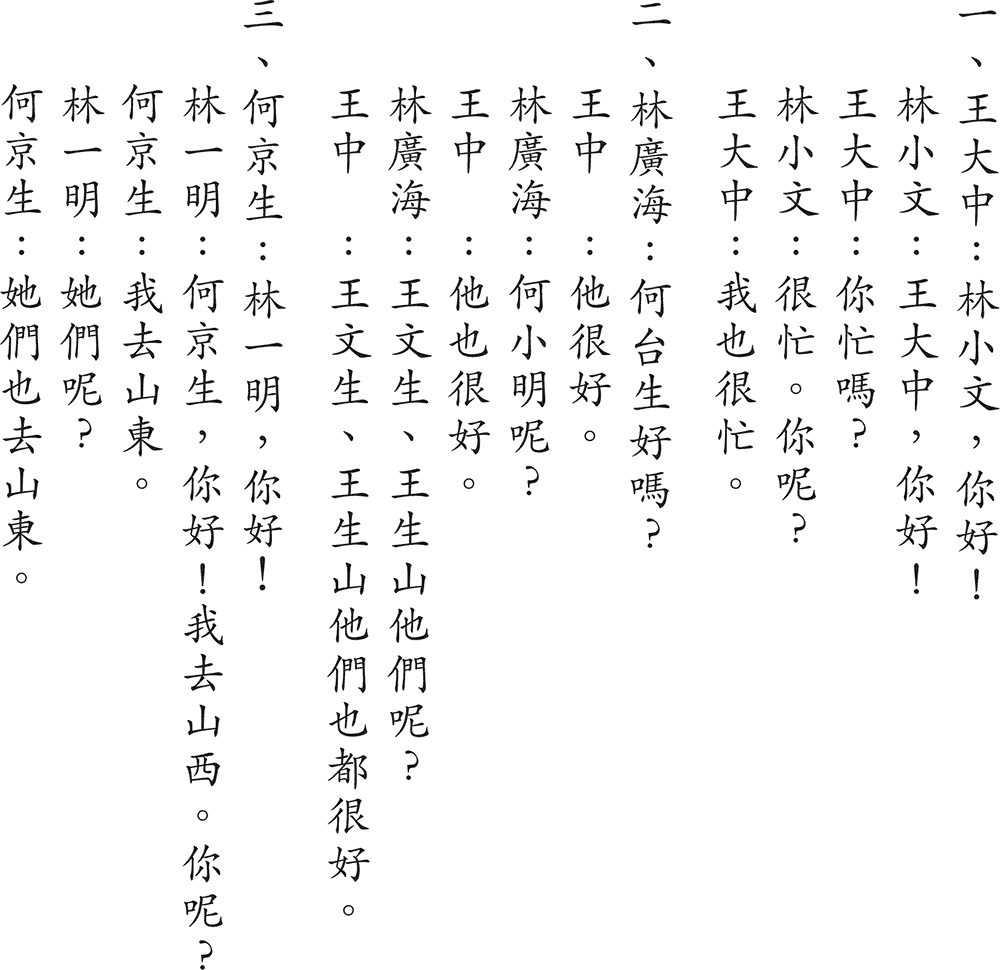 一、王大中：林小文，你好！
林小文：王大中，你好！
王大中：你忙嗎？
林小文：很忙。你呢？
王大中：我也很忙。
二、林廣海：何台生好嗎？
王中　：他很好。
林廣海：何小明呢？
王中　：他也很好。
林廣海：王文生、王生山他們呢？
王中　：王文生、王生山他們也都很好。
三、何京生：林一明，你好！
林一明：何京生，你好！我去山西。你呢？
何京生：我去山東。
林一明：她們呢？
何京生：她們也去山東。